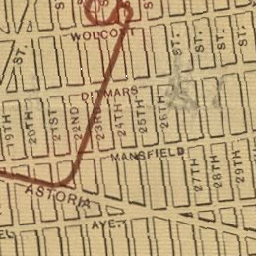 ST.
ST.
ST.
ST.
ST.
WOLCOTT
DITMARS
19TH
20TH
21ST
22ND
23RD
24TH
25TH
26TH
MANSFIELD
27TH
28TH
29TH
ASTORIA
AVE.